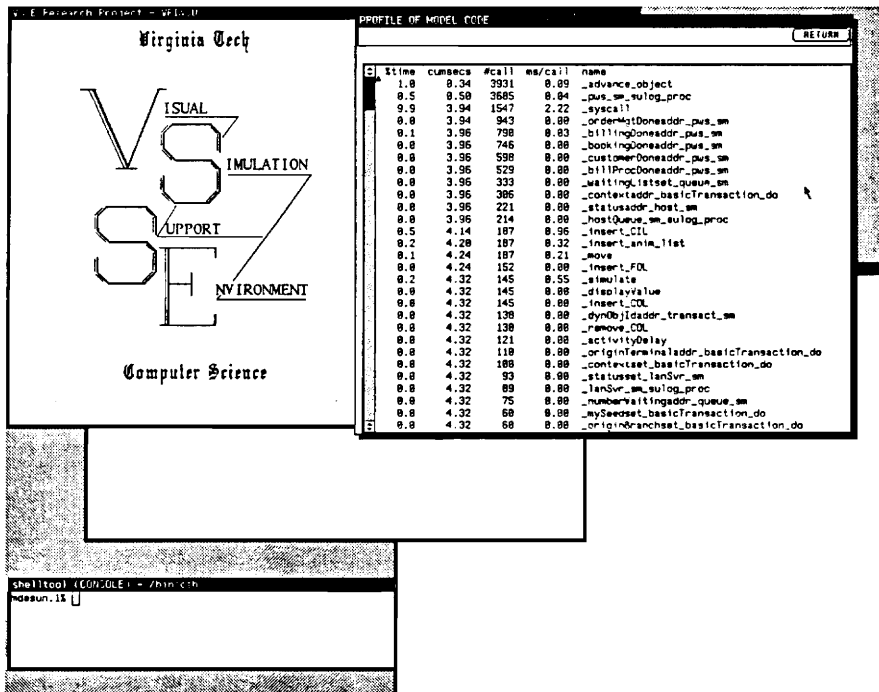 V S E Research Project - VPI&SU
Virginia Tech
V
ISUAL
S
IMULATION
S
UPPORT
E
NVIRONMENT
Computer Science
PROFILE OF MODEL CODE
RETURN
%time cumsecs #call ms/call name
1.0 0.34 3931 0.09 _advance_object
0.5 0.50 3605 0.04 _pws_sm_sulog_proc
9.9 3.94 1547 2.22 _syscall
0.0 3.94 943 0.00 _orderMgtDoneaddr_pws_sm
0.1 3.96 790 0.03 _billingDoneaddr_pws_sm
0.0 3.96 746 0.00 _bookingDoneaddr_pws_sm
0.0 3.96 598 0.00 _customerDoneaddr_pws_sm
0.0 3.96 529 0.00 _billProcDoneaddr_pws_sm
0.0 3.96 333 0.00 _waitingListset_queue_sm
0.0 3.96 306 0.00 _contextaddr_basicTransaction_do
0.0 3.96 221 0.00 _statusaddr_host_sm
0.0 3.96 214 0.00 _hostQueue_sm_sulog_proc
0.5 4.14 187 0.96 _insert_CIL
0.2 4.20 187 0.32 _insert_anim_list
0.1 4.24 187 0.21 _move
0.0 4.24 152 0.00 _insert_FOL
0.2 4.32 145 0.55 _simulate
0.0 4.32 145 0.00 _displayValue
0.0 4.32 145 0.00 _insert_COL
0.0 4.32 130 0.00 _dynObjIdaddr_transact_sm
0.0 4.32 130 0.00 _remove_COL
0.0 4.32 121 0.00 _activityDelay
0.0 4.32 110 0.00 _originTerminaladdr_basicTransaction_do
0.0 4.32 108 0.00 _contextset_basicTransaction_do
0.0 4.32 93 0.00 _statusset_lanSvr_sm
0.0 4.32 89 0.00 _lanSvr_sm_sulog_proc
0.0 4.32 75 0.00 _numberWaitingaddr_queue_sm
0.0 4.32 60 0.00 _mySeedset_basicTransaction_do
0.0 4.32 60 0.00 _originBranchset_basicTransaction_do
shelltool (CONSOLE) - /bin/csh
mdasun.1%